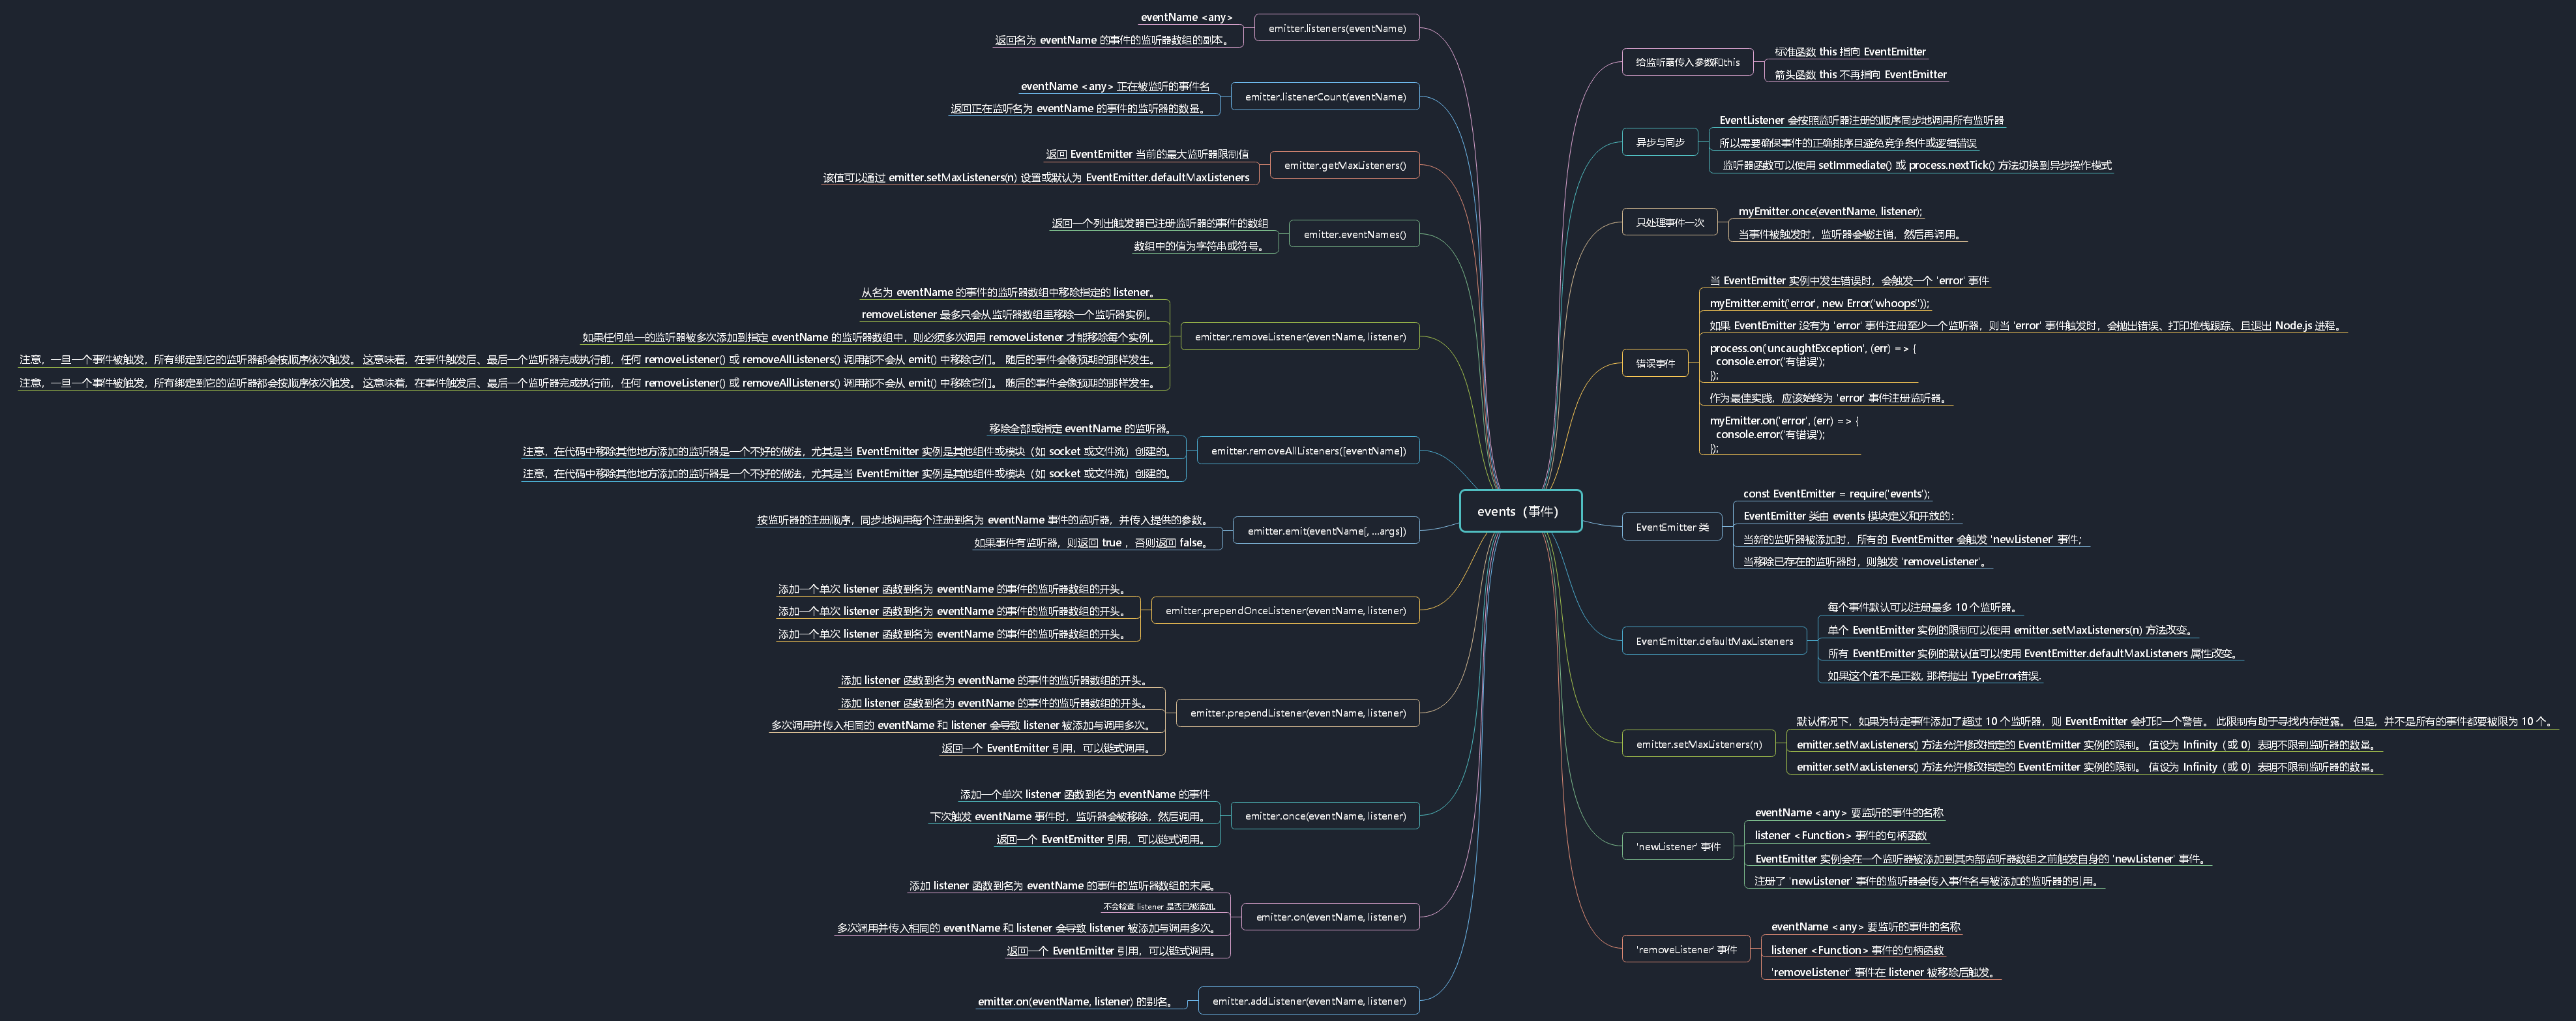 events（事件）
给监听器传入参数和this
标准函数 this 指向 EventEmitter
箭头函数 this 不再指向 EventEmitter
异步与同步
EventListener 会按照监听器注册的顺序同步地调用所有监听器
所以需要确保事件的正确排序且避免竞争条件或逻辑错误
监听器函数可以使用 setImmediate() 或 process.nextTick() 方法切换到异步操作模式
只处理事件一次
myEmitter.once(eventName, listener);
当事件被触发时，监听器会被注销，然后再调用。
错误事件
当 EventEmitter 实例中发生错误时，会触发一个 'error' 事件
myEmitter.emit('error', new Error('whoops!'));
如果 EventEmitter 没有为 'error' 事件注册至少一个监听器，则当 'error' 事件触发时，会抛出错误、打印堆栈跟踪、且退出 Node.js 进程。
process.on('uncaughtException', (err) => {
console.error('有错误');
});
作为最佳实践，应该始终为 'error' 事件注册监听器。
myEmitter.on('error', (err) => {
console.error('有错误');
});
EventEmitter 类
const EventEmitter = require('events');
EventEmitter 类由 events 模块定义和开放的：
当新的监听器被添加时，所有的 EventEmitter 会触发 'newListener' 事件；
当移除已存在的监听器时，则触发 'removeListener'。
EventEmitter.defaultMaxListeners
每个事件默认可以注册最多 10 个监听器。
单个 EventEmitter 实例的限制可以使用 emitter.setMaxListeners(n) 方法改变。
所有 EventEmitter 实例的默认值可以使用 EventEmitter.defaultMaxListeners 属性改变。
如果这个值不是正数, 那将抛出 TypeError错误.
emitter.setMaxListeners(n)
默认情况下，如果为特定事件添加了超过 10 个监听器，则 EventEmitter 会打印一个警告。 此限制有助于寻找内存泄露。 但是，并不是所有的事件都要被限为 10 个。
emitter.setMaxListeners() 方法允许修改指定的 EventEmitter 实例的限制。 值设为 Infinity（或 0）表明不限制监听器的数量。
emitter.setMaxListeners() 方法允许修改指定的 EventEmitter 实例的限制。 值设为 Infinity（或 0）表明不限制监听器的数量。
'newListener' 事件
eventName <any> 要监听的事件的名称
listener <Function> 事件的句柄函数
EventEmitter 实例会在一个监听器被添加到其内部监听器数组之前触发自身的 'newListener' 事件。
注册了 'newListener' 事件的监听器会传入事件名与被添加的监听器的引用。
'removeListener' 事件
eventName <any> 要监听的事件的名称
listener <Function> 事件的句柄函数
'removeListener' 事件在 listener 被移除后触发。
emitter.listeners(eventName)
eventName <any>
返回名为 eventName 的事件的监听器数组的副本。
emitter.listenerCount(eventName)
eventName <any> 正在被监听的事件名
返回正在监听名为 eventName 的事件的监听器的数量。
emitter.getMaxListeners()
返回 EventEmitter 当前的最大监听器限制值
该值可以通过 emitter.setMaxListeners(n) 设置或默认为 EventEmitter.defaultMaxListeners
emitter.eventNames()
返回一个列出触发器已注册监听器的事件的数组
数组中的值为字符串或符号。
emitter.removeListener(eventName, listener)
从名为 eventName 的事件的监听器数组中移除指定的 listener。
removeListener 最多只会从监听器数组里移除一个监听器实例。
如果任何单一的监听器被多次添加到指定 eventName 的监听器数组中，则必须多次调用 removeListener 才能移除每个实例。
注意，一旦一个事件被触发，所有绑定到它的监听器都会按顺序依次触发。 这意味着，在事件触发后、最后一个监听器完成执行前，任何 removeListener() 或 removeAllListeners() 调用都不会从 emit() 中移除它们。 随后的事件会像预期的那样发生。
注意，一旦一个事件被触发，所有绑定到它的监听器都会按顺序依次触发。 这意味着，在事件触发后、最后一个监听器完成执行前，任何 removeListener() 或 removeAllListeners() 调用都不会从 emit() 中移除它们。 随后的事件会像预期的那样发生。
emitter.removeAllListeners([eventName])
移除全部或指定 eventName 的监听器。
注意，在代码中移除其他地方添加的监听器是一个不好的做法，尤其是当 EventEmitter 实例是其他组件或模块（如 socket 或文件流）创建的。
注意，在代码中移除其他地方添加的监听器是一个不好的做法，尤其是当 EventEmitter 实例是其他组件或模块（如 socket 或文件流）创建的。
emitter.emit(eventName[, ...args])
按监听器的注册顺序，同步地调用每个注册到名为 eventName 事件的监听器，并传入提供的参数。
如果事件有监听器，则返回 true ，否则返回 false。
emitter.prependOnceListener(eventName, listener)
添加一个单次 listener 函数到名为 eventName 的事件的监听器数组的开头。
添加一个单次 listener 函数到名为 eventName 的事件的监听器数组的开头。
添加一个单次 listener 函数到名为 eventName 的事件的监听器数组的开头。
emitter.prependListener(eventName, listener)
添加 listener 函数到名为 eventName 的事件的监听器数组的开头。
添加 listener 函数到名为 eventName 的事件的监听器数组的开头。
多次调用并传入相同的 eventName 和 listener 会导致 listener 被添加与调用多次。
返回一个 EventEmitter 引用，可以链式调用。
emitter.once(eventName, listener)
添加一个单次 listener 函数到名为 eventName 的事件
下次触发 eventName 事件时，监听器会被移除，然后调用。
返回一个 EventEmitter 引用，可以链式调用。
emitter.on(eventName, listener)
添加 listener 函数到名为 eventName 的事件的监听器数组的末尾。
不会检查 listener 是否已被添加。
多次调用并传入相同的 eventName 和 listener 会导致 listener 被添加与调用多次。
返回一个 EventEmitter 引用，可以链式调用。
emitter.addListener(eventName, listener)
emitter.on(eventName, listener) 的别名。